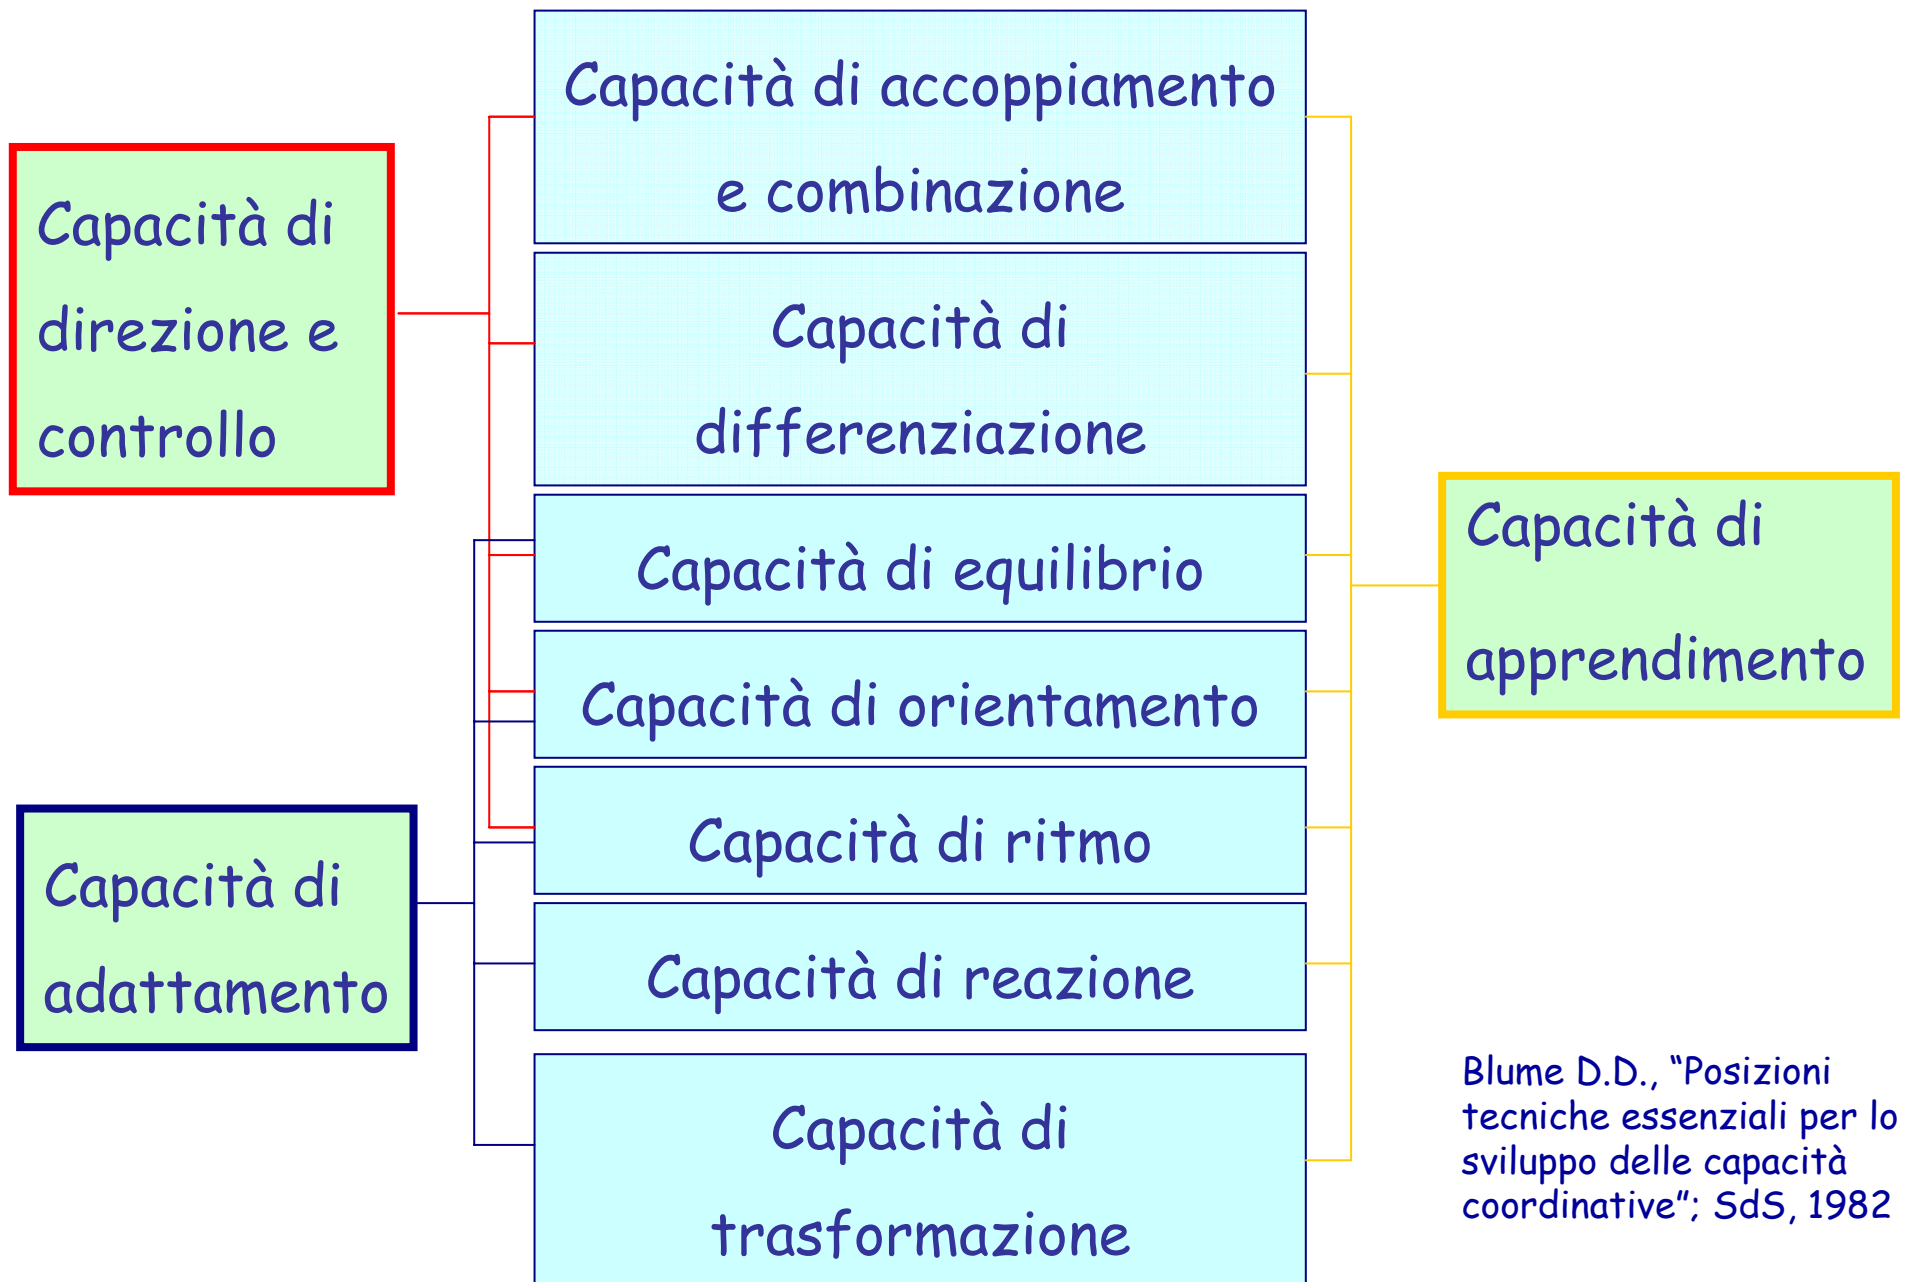 Capacità di accoppiamento
e combinazione
Capacità di
direzione e
controllo
Capacità di
differenziazione
Capacità di equilibrio
Capacità di orientamento
Capacità di ritmo
Capacità di
adattamento
Capacità di reazione
Capacità di
trasformazione
Capacità di
apprendimento
Blume D.D., “Posizioni
tecniche essenziali per lo
sviluppo delle capacità
coordinative”; SdS, 1982